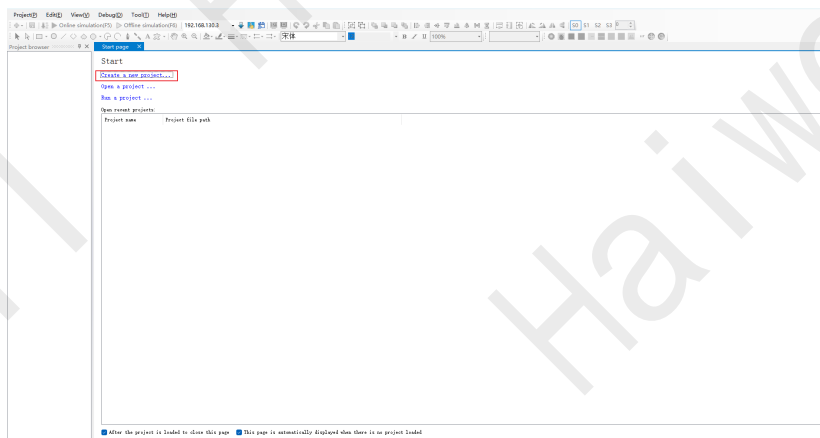 Project(P) Edit(E) View(V) Debug(D) Tool(T) Help(H)
Online simulation(F5) Offline simulation(F6) 192.168.130.3 S0 S1 S2 S3
A 宋体 B I U 100%
Project browser Start page
Start
Create a new project...
Open a project ...
Run a project ...
Open recent projects:
Project name Project file path
After the project is loaded to close this page This page is automatically displayed when there is no project loaded
Haiwe